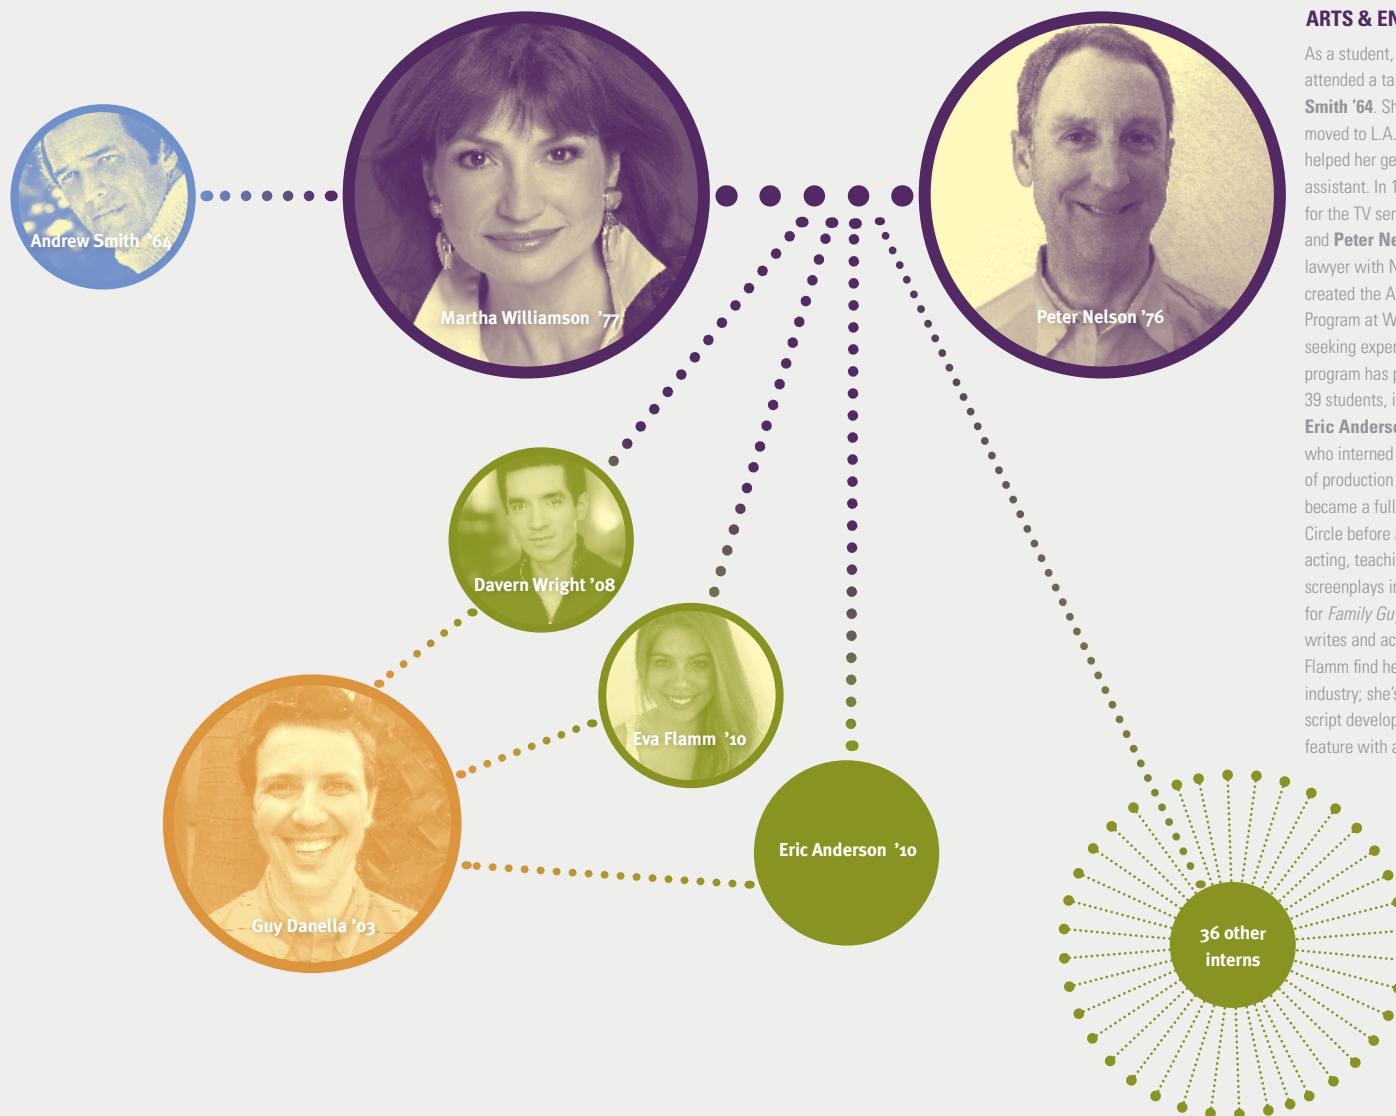 Andrew Smith ’64
Martha Williamson ’77
Peter Nelson ’76
Davern Wright ’08
Eva Flamm ’10
Guy Danella ’03
Eric Anderson ’10
36 other
interns
ARTS & EN
As a student,
attended a ta
Smith ’64. Sh
moved to L.A.
helped her ge
assistant. In 1
for the TV ser
and Peter Ne
lawyer with N
created the A
Program at W
seeking exper
program has p
39 students, i
Eric Anderso
who interned
of production
became a full
Circle before a
acting, teachi
screenplays i
for Family Gu
writes and ac
Flamm find he
industry; she’s
script develop
feature with a